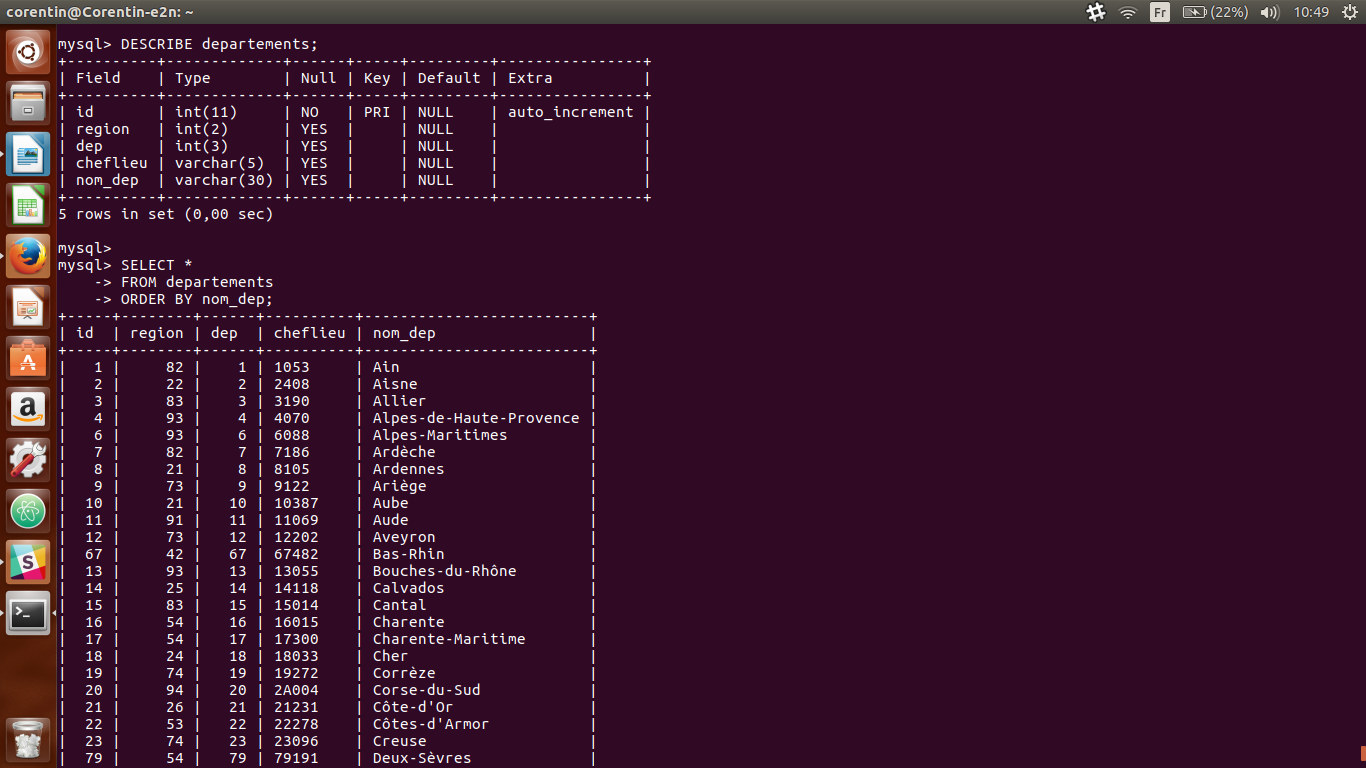 corentin@Corentin-e2n: ~ Fr (22%) 10:49
mysql> DESCRIBE departements;
+----------+-------------+------+-----+---------+----------------+
| Field    | Type        | Null | Key | Default | Extra          |
+----------+-------------+------+-----+---------+----------------+
| id       | int(11)     | NO   | PRI | NULL    | auto_increment |
| region   | int(2)      | YES  |     | NULL    |                |
| dep      | int(3)      | YES  |     | NULL    |                |
| cheflieu | varchar(5)  | YES  |     | NULL    |                |
| nom_dep  | varchar(30) | YES  |     | NULL    |                |
+----------+-------------+------+-----+---------+----------------+
5 rows in set (0,00 sec)
mysql>
mysql> SELECT *
    -> FROM departements
    -> ORDER BY nom_dep;
+-----+--------+------+----------+-------------------------+
| id  | region | dep  | cheflieu | nom_dep                 |
+-----+--------+------+----------+-------------------------+
|   1 |     82 |    1 | 1053     | Ain                     |
|   2 |     22 |    2 | 2408     | Aisne                   |
|   3 |     83 |    3 | 3190     | Allier                  |
|   4 |     93 |    4 | 4070     | Alpes-de-Haute-Provence |
|   6 |     93 |    6 | 6088     | Alpes-Maritimes         |
|   7 |     82 |    7 | 7186     | Ardèche                 |
|   8 |     21 |    8 | 8105     | Ardennes                |
|   9 |     73 |    9 | 9122     | Ariège                  |
|  10 |     21 |   10 | 10387    | Aube                    |
|  11 |     91 |   11 | 11069    | Aude                    |
|  12 |     73 |   12 | 12202    | Aveyron                 |
|  67 |     42 |   67 | 67482    | Bas-Rhin                |
|  13 |     93 |   13 | 13055    | Bouches-du-Rhône        |
|  14 |     25 |   14 | 14118    | Calvados                |
|  15 |     83 |   15 | 15014    | Cantal                  |
|  16 |     54 |   16 | 16015    | Charente                |
|  17 |     54 |   17 | 17300    | Charente-Maritime       |
|  18 |     24 |   18 | 18033    | Cher                    |
|  19 |     74 |   19 | 19272    | Corrèze                 |
|  20 |     94 |   20 | 2A004    | Corse-du-Sud            |
|  21 |     26 |   21 | 21231    | Côte-d'Or               |
|  22 |     53 |   22 | 22278    | Côtes-d'Armor           |
|  23 |     74 |   23 | 23096    | Creuse                  |
|  79 |     54 |   79 | 79191    | Deux-Sèvres             |